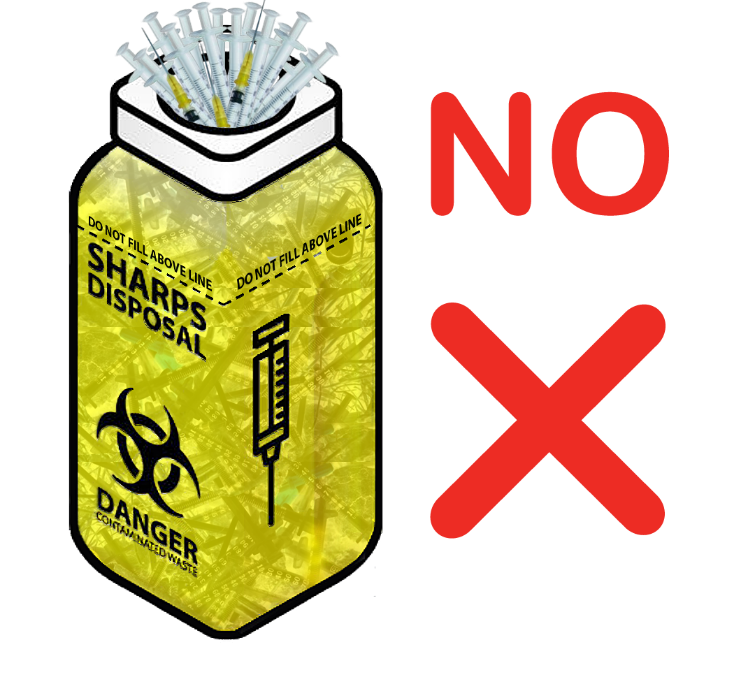 DO NOT FILL ABOVE LINE
DO NOT FILL ABOVE LINE
SHARPS
DISPOSAL
DANGER
CONTAMINATED WASTE
NO